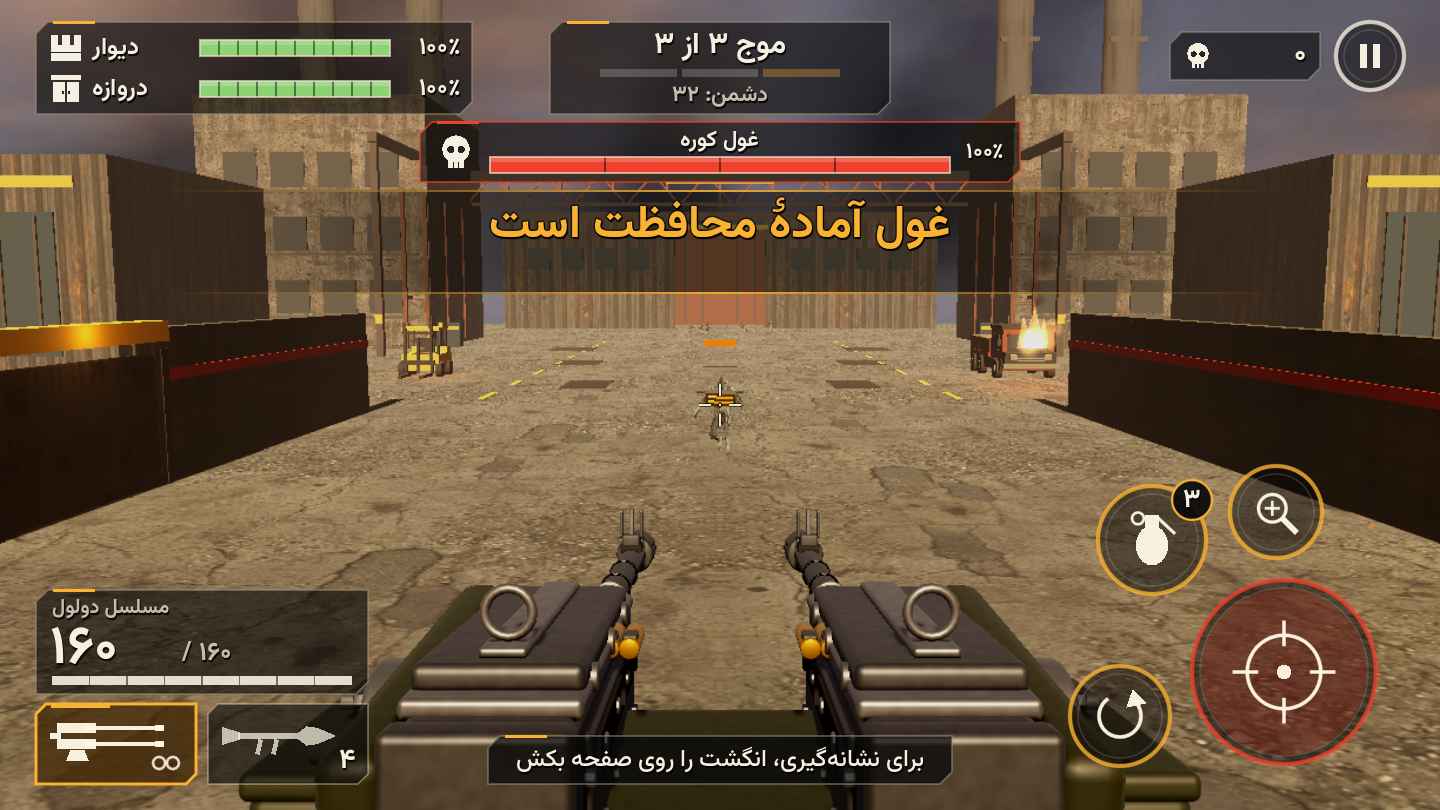 دیوار ۱۰۰٪
دروازه ۱۰۰٪
موج ۳ از ۳
دشمن: ۳۲
۰
غول کوره
۱۰۰٪
غول آمادهٔ محافظت است
۳
مسلسل دولول
۱۶۰ / ۱۶۰
∞
۴
برای نشانه‌گیری، انگشت را روی صفحه بکش